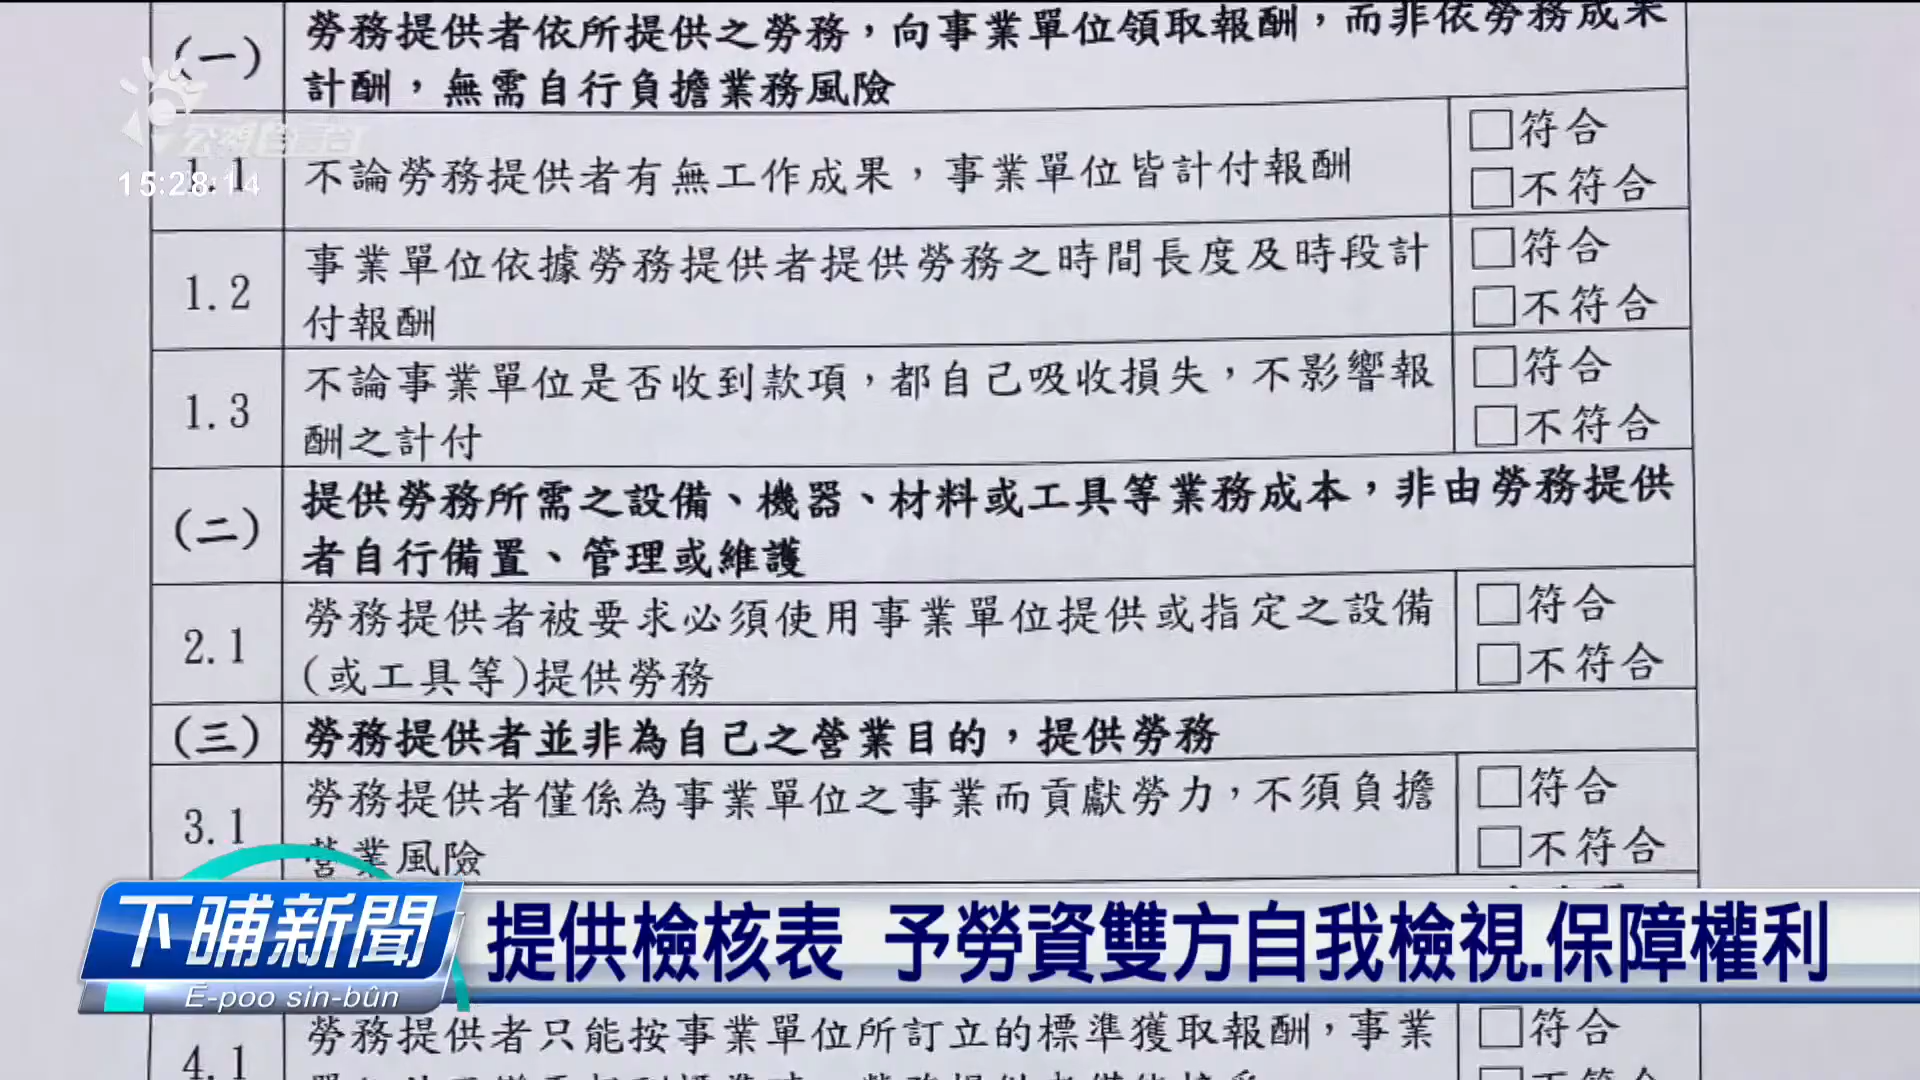 (一) 勞務提供者依所提供之勞務，向事業單位領取報酬，而非依勞務成果
計酬，無需自行負擔業務風險
公視台語台
15:28:14
1.1 不論勞務提供者有無工作成果，事業單位皆計付報酬
□符合
□不符合
1.2 事業單位依據勞務提供者提供勞務之時間長度及時段計
付報酬
□符合
□不符合
1.3 不論事業單位是否收到款項，都自己吸收損失，不影響報
酬之計付
□符合
□不符合
(二) 提供勞務所需之設備、機器、材料或工具等業務成本，非由勞務提供
者自行備置、管理或維護
2.1 勞務提供者被要求必須使用事業單位提供或指定之設備
(或工具等)提供勞務
□符合
□不符合
(三) 勞務提供者並非為自己之營業目的，提供勞務
3.1 勞務提供者僅係為事業單位之事業而貢獻勞力，不須負擔
營業風險
□符合
□不符合
下晡新聞
Ē-poo sin-bûn
提供檢核表 予勞資雙方自我檢視.保障權利
4.1 勞務提供者只能按事業單位所訂立的標準獲取報酬，事業
□符合